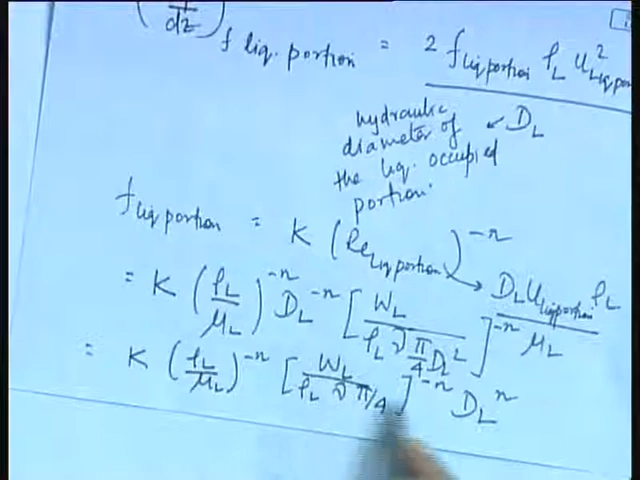 (dz)f liq. portion = 2 f liq portion ρL U²L liq por
hydraulic
diameter of ↙ DL
the liq. occupied
portion.
f liq portion = K (Re liq portion)^-n
→ DL U liq portion ρL
= K (ρL/μL)^-n DL^-n [WL / ρL ν π/4 DL²]^-n μL
= K (ρL/μL)^-n [WL / ρL ν π/4]^-n DL^n